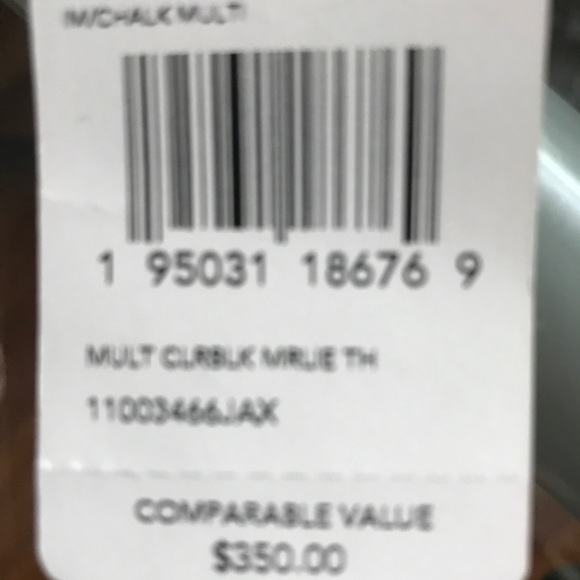 IM/CHALK MULTI
1 95031 18676 9
MULT CLRBLK MRLIE TH
11003466JAX
COMPARABLE VALUE
$350.00